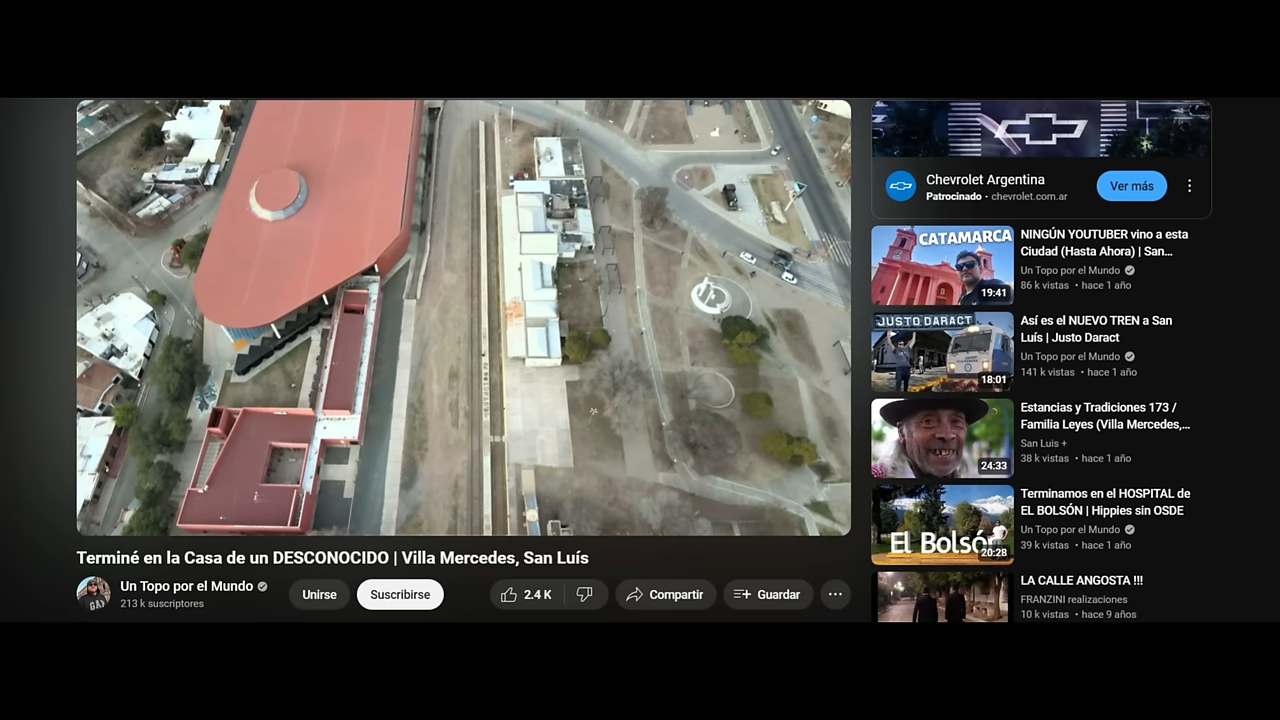 Terminé en la Casa de un DESCONOCIDO | Villa Mercedes, San Luís
Un Topo por el Mundo
213 k suscriptores
Unirse
Suscribirse
2.4 K
Compartir
Guardar
Chevrolet Argentina
Patrocinado • chevrolet.com.ar
Ver más
CATAMARCA
19:41
NINGÚN YOUTUBER vino a esta
Ciudad (Hasta Ahora) | San...
Un Topo por el Mundo
86 k vistas • hace 1 año
JUSTO DARACT
18:01
Así es el NUEVO TREN a San
Luís | Justo Daract
Un Topo por el Mundo
141 k vistas • hace 1 año
24:33
Estancias y Tradiciones 173 /
Familia Leyes (Villa Mercedes,...
San Luis +
38 k vistas • hace 1 año
El Bolsón
20:28
Terminamos en el HOSPITAL de
EL BOLSÓN | Hippies sin OSDE
Un Topo por el Mundo
39 k vistas • hace 1 año
LA CALLE ANGOSTA !!!
FRANZINI realizaciones
10 k vistas • hace 9 años